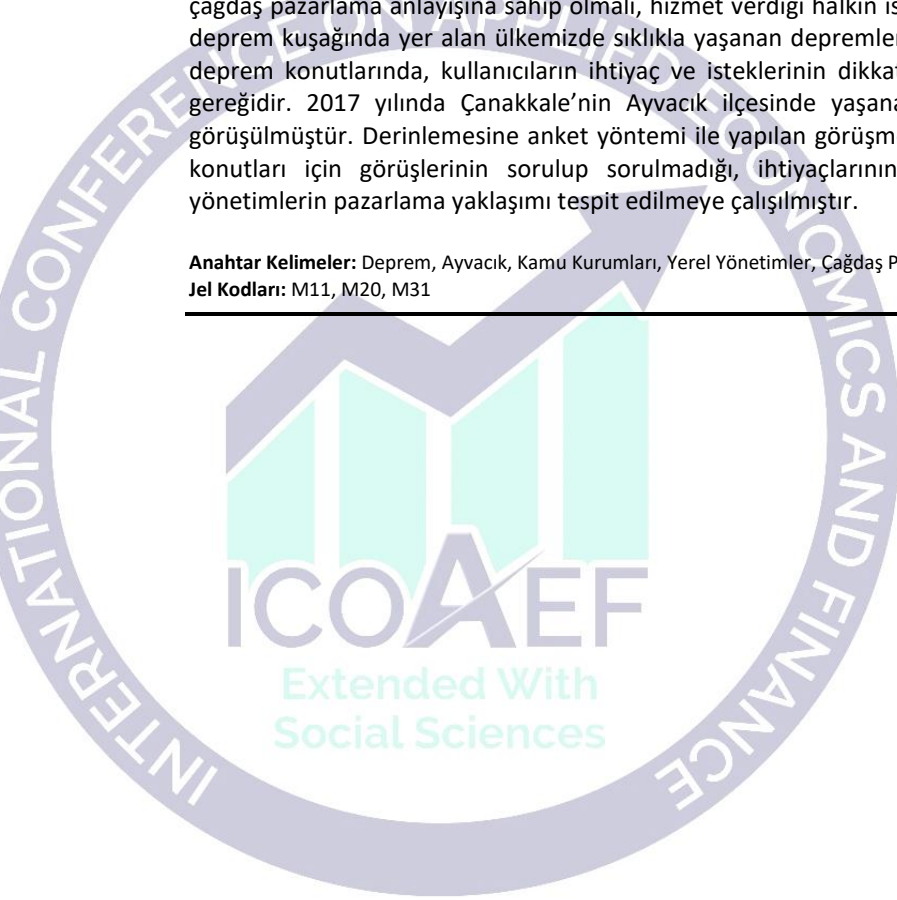 çağdaş pazarlama anlayışına sahip olmalı, hizmet verdiği halkın is
deprem kuşağında yer alan ülkemizde sıklıkla yaşanan depremler
deprem konutlarında, kullanıcıların ihtiyaç ve isteklerinin dikkat
gereğidir. 2017 yılında Çanakkale’nin Ayvacık ilçesinde yaşana
görüşülmüştür. Derinlemesine anket yöntemi ile yapılan görüşme
konutları için görüşlerinin sorulup sorulmadığı, ihtiyaçlarının
yönetimlerin pazarlama yaklaşımı tespit edilmeye çalışılmıştır.
Anahtar Kelimeler: Deprem, Ayvacık, Kamu Kurumları, Yerel Yönetimler, Çağdaş P
Jel Kodları: M11, M20, M31
INTERNATIONAL CONFERENCE ON APPLIED ECONOMICS AND FINANCE
ICOAEF
Extended With
Social Sciences